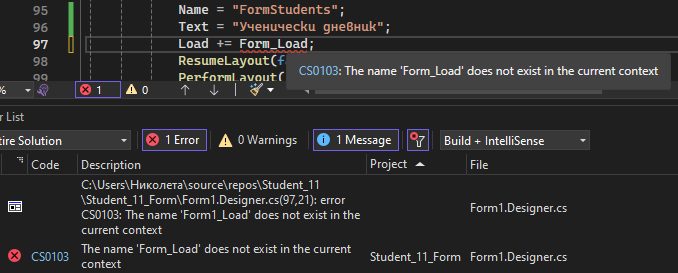 95 Name = "FormStudents";
96 Text = "Ученически дневник";
97 Load += Form_Load;
98 ResumeLayout(f
99 PerformLayout(
CS0103: The name 'Form_Load' does not exist in the current context
% 1 0
r List
tire Solution 1 Error 0 Warnings 1 Message Build + IntelliSense
Code Description Project File
C:\Users\Николета\source\repos\Student_11
\Student_11_Form\Form1.Designer.cs(97,21): error
CS0103: The name 'Form1_Load' does not exist in the
current context
Form1.Designer.cs
CS0103 The name 'Form_Load' does not exist in the current
context
Student_11_Form Form1.Designer.cs